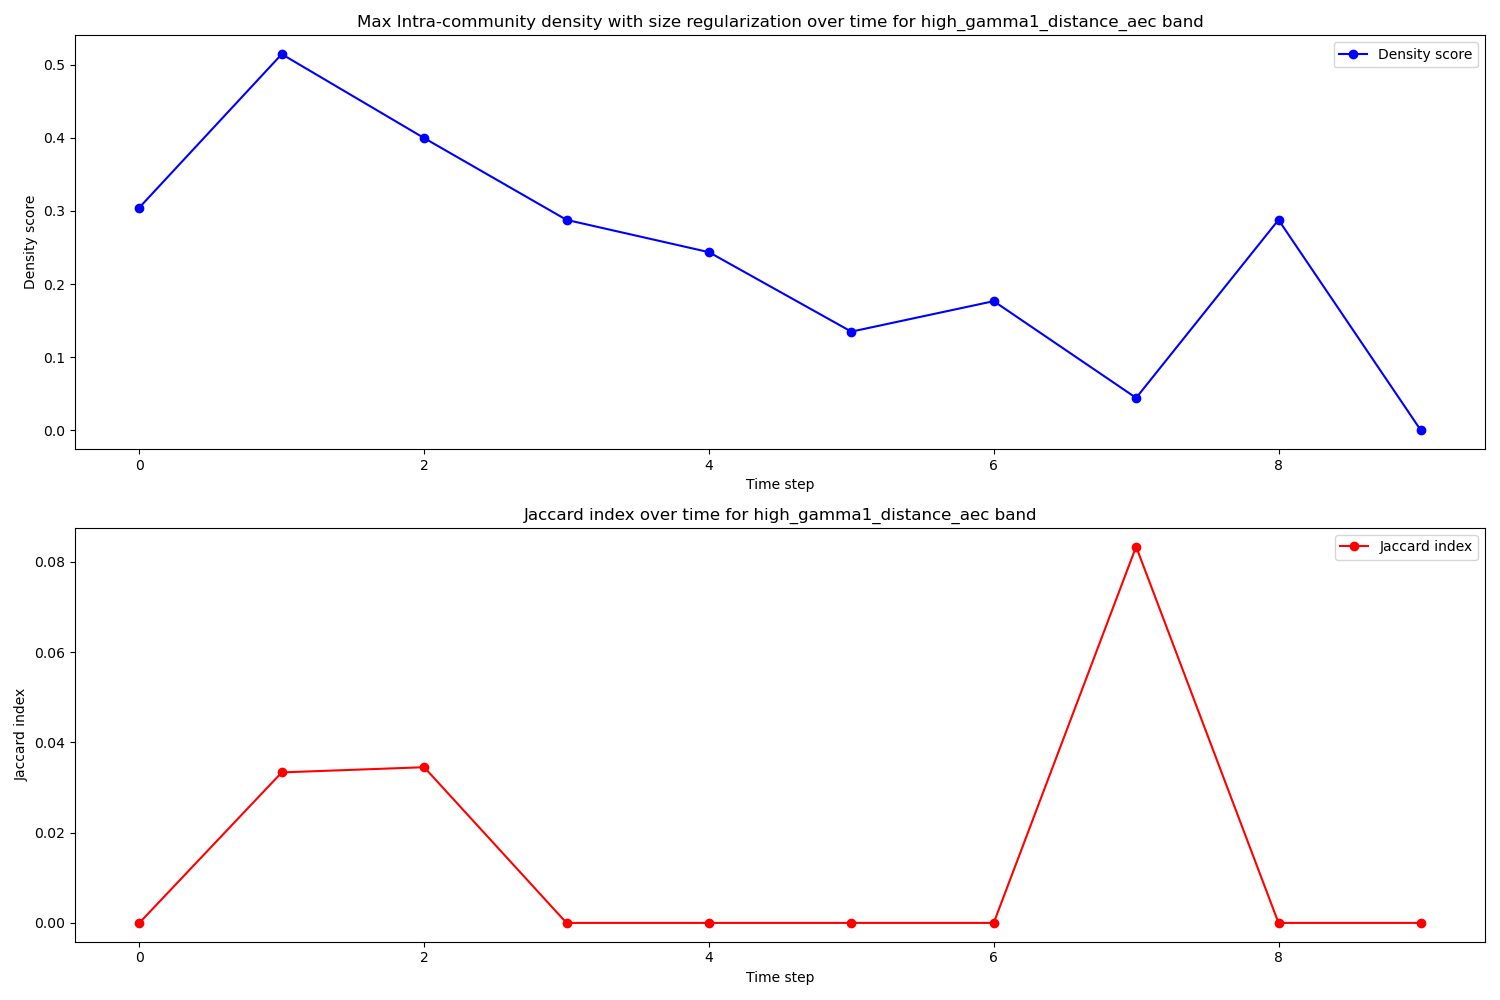 Max Intra-community density with size regularization over time for high_gamma1_distance_aec band
Density score
0.5
0.4
0.3
0.2
0.1
0.0
Density score
0 2 4 6 8
Time step
Jaccard index over time for high_gamma1_distance_aec band
Jaccard index
0.08
0.06
0.04
0.02
0.00
Jaccard index
0 2 4 6 8
Time step